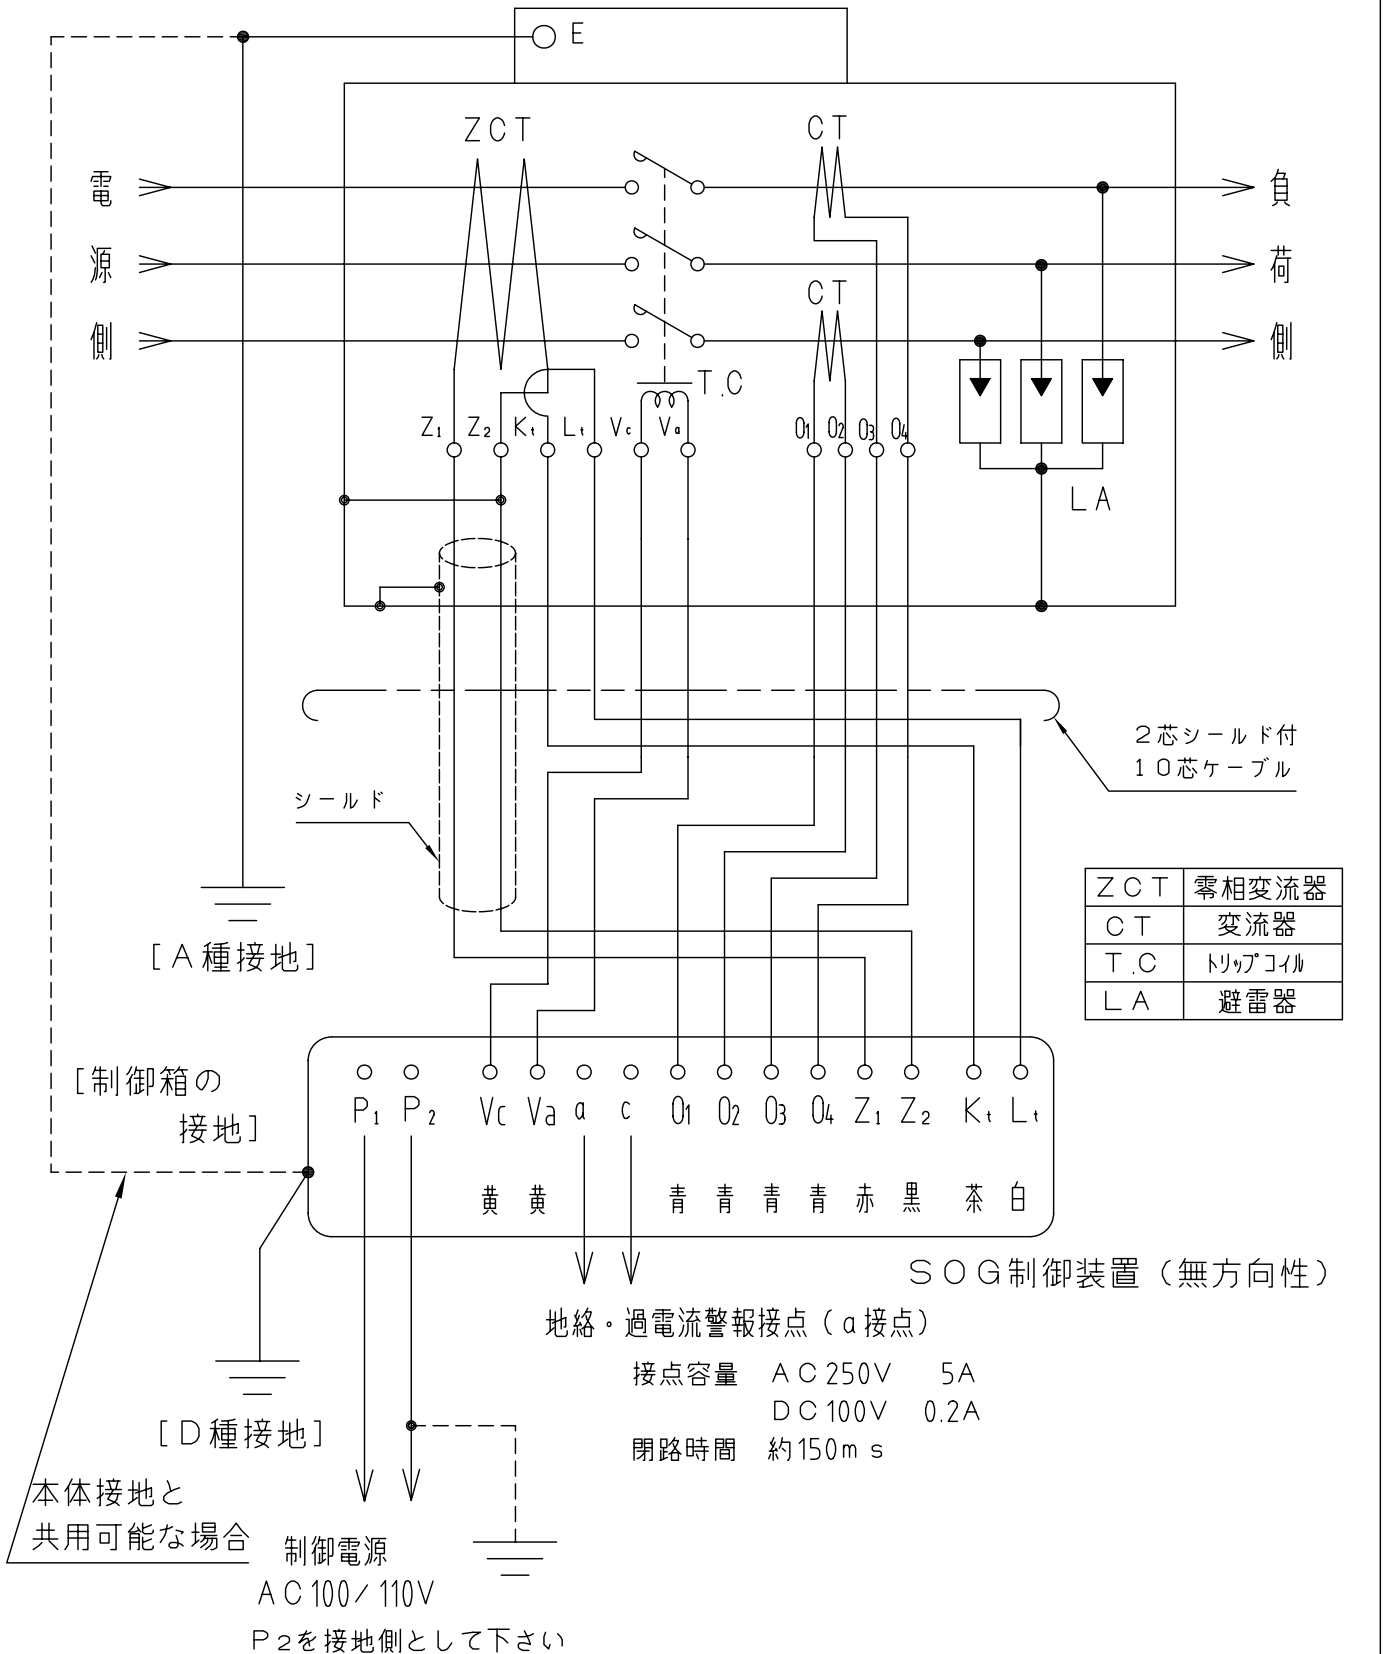 E
ZCT
CT
電
源
側
負
荷
側
CT
T.C
Z1 Z2 Kt Lt Vc Va O1 O2 O3 O4
LA
2芯シールド付
10芯ケーブル
シールド
ZCT 零相変流器
CT 変流器
T.C トリップコイル
LA 避雷器
[A種接地]
[制御箱の
接地]
P1 P2 Vc Va a c O1 O2 O3 O4 Z1 Z2 Kt Lt
黄 黄 青 青 青 青 赤 黒 茶 白
SOG制御装置(無方向性)
地絡・過電流警報接点(a接点)
接点容量 AC250V 5A
DC100V 0.2A
閉路時間 約150ms
[D種接地]
本体接地と
共用可能な場合
制御電源
AC100/110V
P2を接地側として下さい